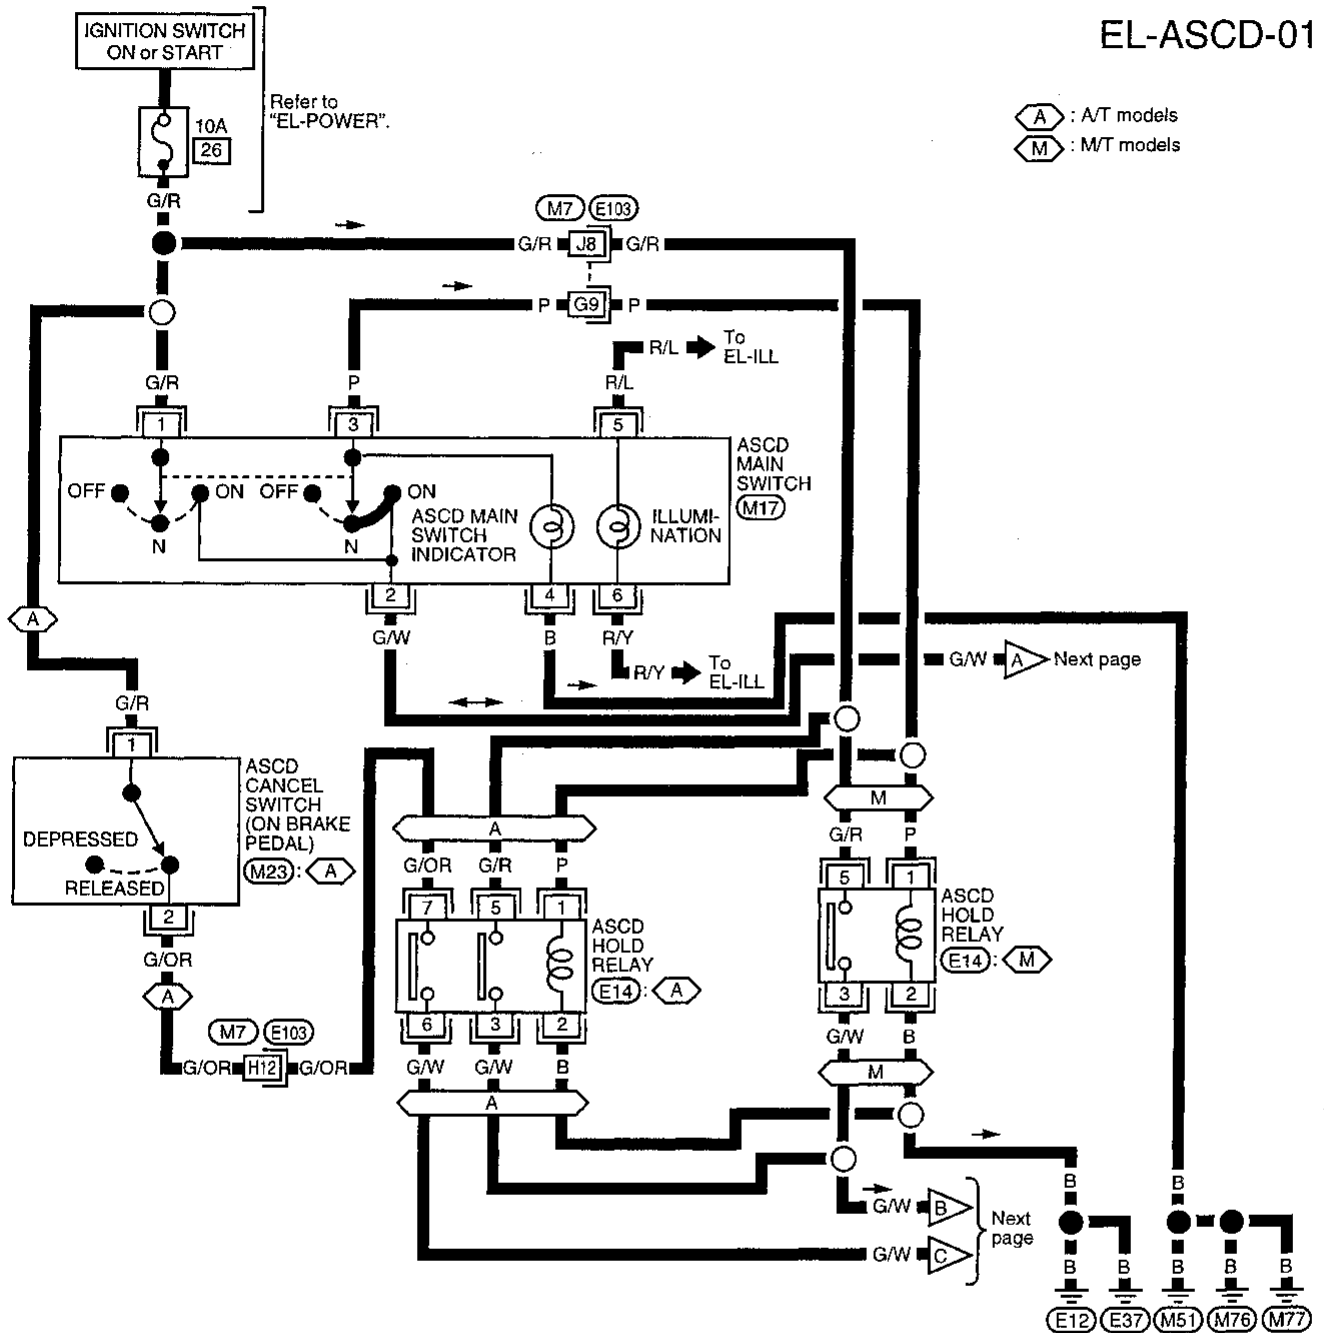 EL-ASCD-01
IGNITION SWITCH
ON or START
Refer to
"EL-POWER".
10A
26
A : A/T models
M : M/T models
G/R
M7 E103
G/R J8 G/R
P G9 P
R/L To
EL-ILL
G/R P R/L
1 3 5
ASCD
MAIN
SWITCH
M17
OFF ON OFF ON
N N
ASCD MAIN
SWITCH
INDICATOR
ILLUMI-
NATION
2 4 6
A
G/W B R/Y
R/Y To
EL-ILL
G/W A Next page
G/R
1
ASCD
CANCEL
SWITCH
(ON BRAKE
PEDAL)
M23 : A
DEPRESSED
RELEASED
2
G/OR
A
M7 E103
G/OR H12 G/OR
A
G/OR G/R P
7 5 1
ASCD
HOLD
RELAY
E14 : A
6 3 2
G/W G/W B
A
M
G/R P
5 1
ASCD
HOLD
RELAY
E14 : M
3 2
G/W B
M
G/W B
G/W C
Next
page
B B
B B B B B
E12 E37 M51 M76 M77